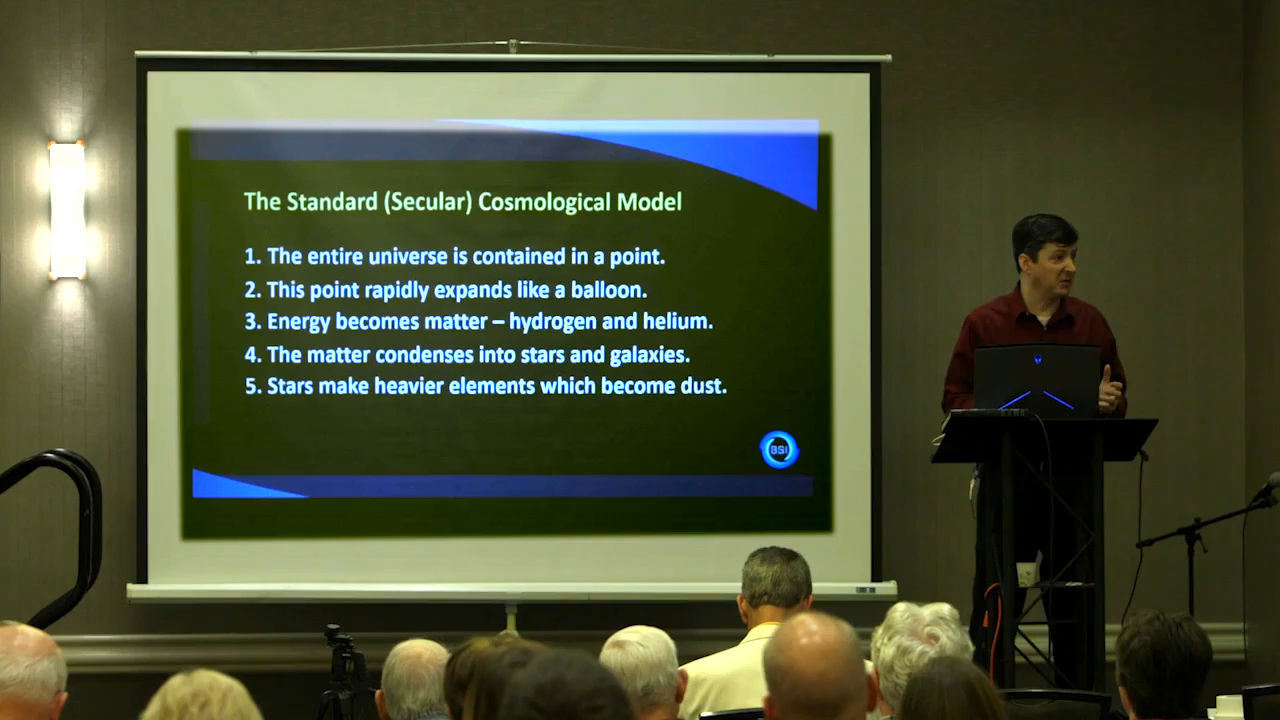 The Standard (Secular) Cosmological Model
1. The entire universe is contained in a point.
2. This point rapidly expands like a balloon.
3. Energy becomes matter – hydrogen and helium.
4. The matter condenses into stars and galaxies.
5. Stars make heavier elements which become dust.
BSI